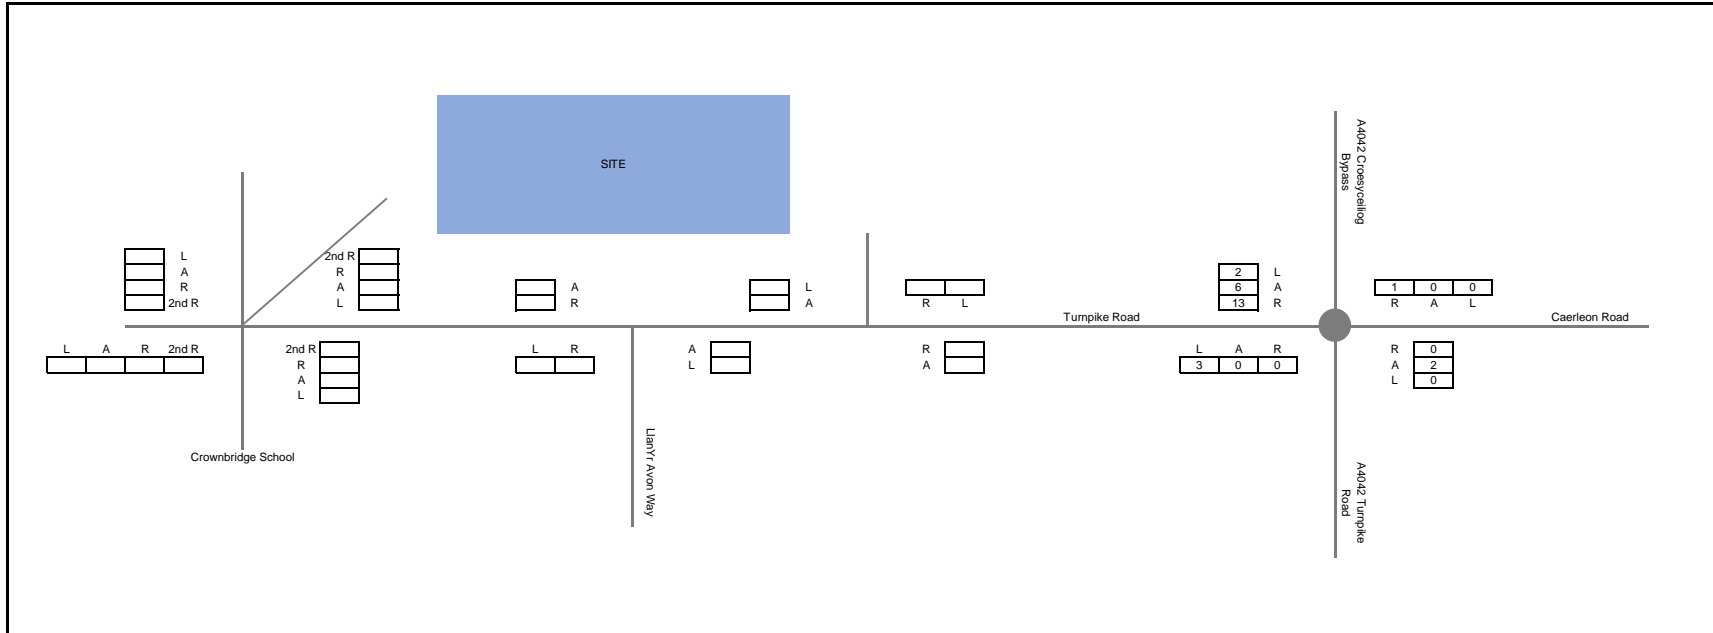 SITE
A4042 Croesyceiliog
Bypass
L
A
R
2nd R
2nd R
R
A
L
A
R
L
A
R L
2 L
6 A
13 R
1 0 0
R A L
Turnpike Road
Caerleon Road
L A R 2nd R
2nd R
R
A
L
L R
A
L
R
A
L A R
3 0 0
R 0
A 2
L 0
Crownbridge School
LlanYr Avon Way
A4042 Turnpike
Road